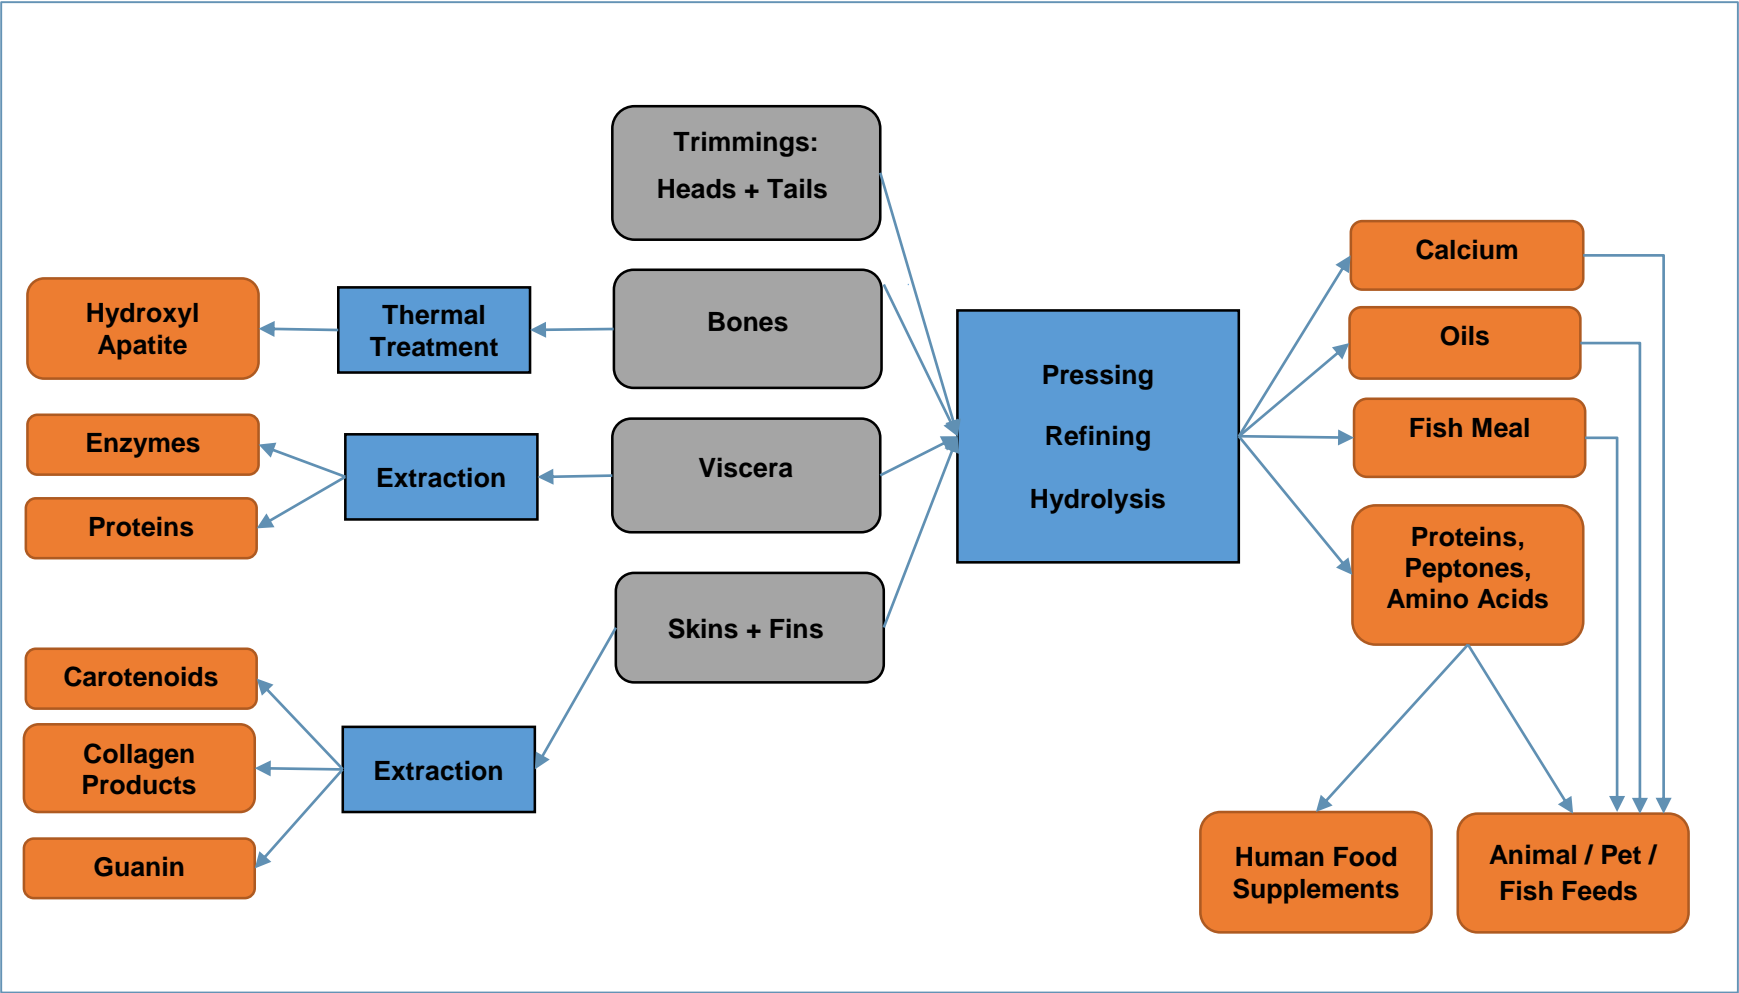 Trimmings:
Heads + Tails
Hydroxyl
Apatite
Thermal
Treatment
Bones
Enzymes
Proteins
Extraction
Viscera
Carotenoids
Collagen
Products
Guanin
Extraction
Skins + Fins
Pressing
Refining
Hydrolysis
Calcium
Oils
Fish Meal
Proteins,
Peptones,
Amino Acids
Human Food
Supplements
Animal / Pet /
Fish Feeds